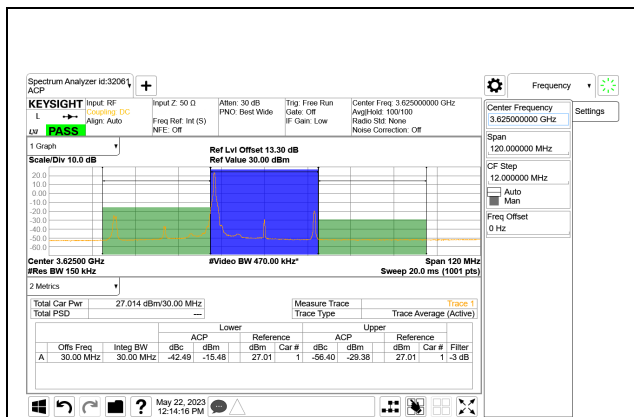 Spectrum Analyzer id:32061
ACP
KEYSIGHT
L
LXI
PASS
Input: RF
Coupling: DC
Align: Auto
Input Z: 50 Ω
Freq Ref: Int (S)
NFE: Off
Atten: 30 dB
PNO: Best Wide
Trig: Free Run
Gate: Off
IF Gain: Low
Center Freq: 3.625000000 GHz
Avg|Hold: 100/100
Radio Std: None
Noise Correction: Off
Frequency
Center Frequency
3.625000000 GHz
Settings
Span
120.000000 MHz
CF Step
12.000000 MHz
Auto
Man
Freq Offset
0 Hz
1 Graph
Scale/Div 10.0 dB
Ref Lvl Offset 13.30 dB
Ref Value 30.00 dBm
20.0
10.0
0.00
-10.0
-20.0
-30.0
-40.0
-50.0
-60.0
Center 3.62500 GHz
#Video BW 470.00 kHz*
Span 120 MHz
#Res BW 150 kHz
Sweep 20.0 ms (1001 pts)
2 Metrics
Total Car Pwr 27.014 dBm/30.00 MHz
Total PSD ---
Measure Trace Trace 1
Trace Type Trace Average (Active)
Lower Upper
ACP Reference ACP Reference
Offs Freq Integ BW dBc dBm dBm Car # dBc dBm dBm Car # Filter
A 30.00 MHz 30.00 MHz -42.49 -15.48 27.01 1 -56.40 -29.38 27.01 1 -3 dB
?
May 22, 2023
12:14:16 PM